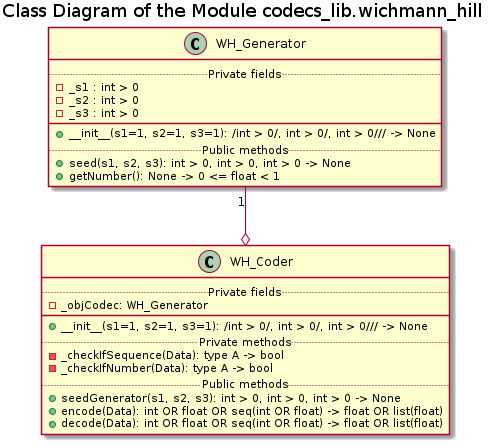 Class Diagram of the Module codecs_lib.wichmann_hill
C WH_Generator
Private fields
_s1 : int > 0
_s2 : int > 0
_s3 : int > 0
__init__(s1=1, s2=1, s3=1): /int > 0/, int > 0/, int > 0/// -> None
Public methods
seed(s1, s2, s3): int > 0, int > 0, int > 0 -> None
getNumber(): None -> 0 <= float < 1
1
C WH_Coder
Private fields
_objCodec: WH_Generator
__init__(s1=1, s2=1, s3=1): /int > 0/, int > 0/, int > 0/// -> None
Private methods
_checkIfSequence(Data): type A -> bool
_checkIfNumber(Data): type A -> bool
Public methods
seedGenerator(s1, s2, s3): int > 0, int > 0, int > 0 -> None
encode(Data): int OR float OR seq(int OR float) -> float OR list(float)
decode(Data): int OR float OR seq(int OR float) -> float OR list(float)